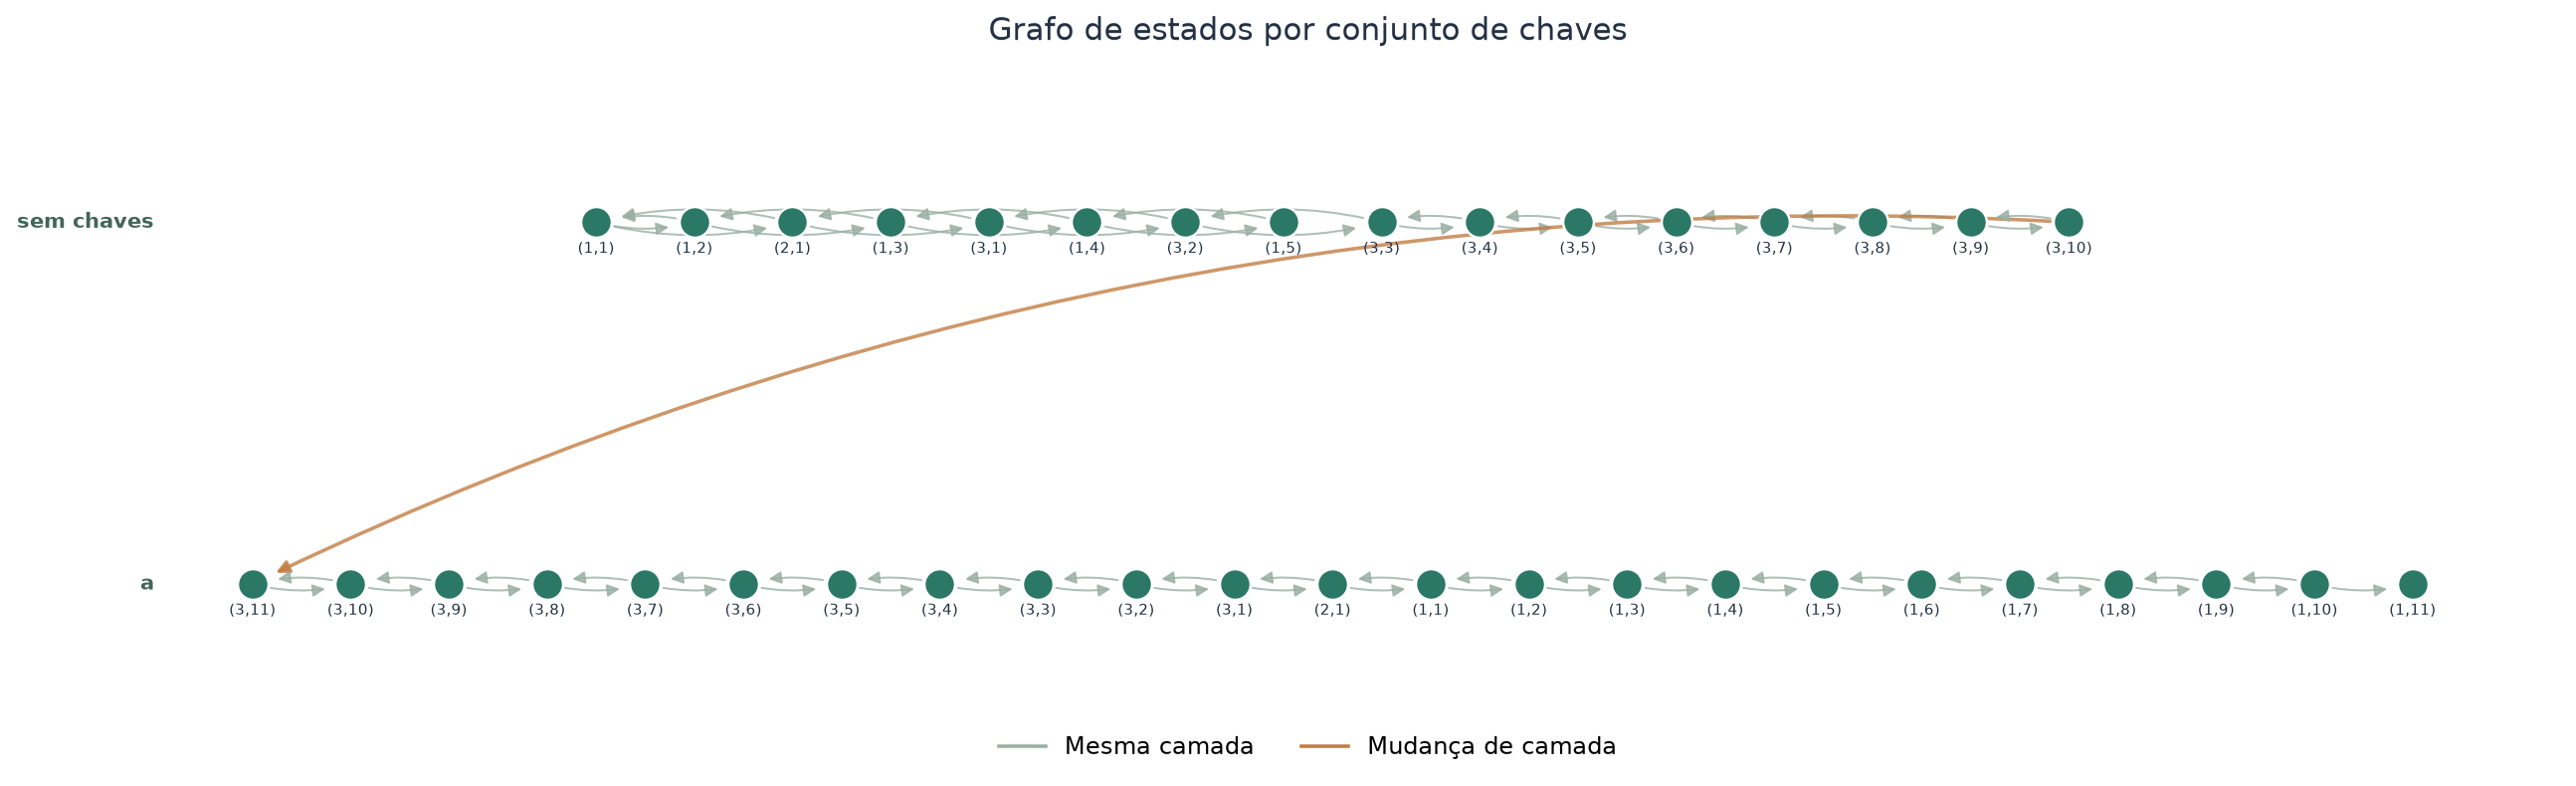 Grafo de estados por conjunto de chaves
sem chaves
(1,1) (1,2) (2,1) (1,3) (3,1) (1,4) (3,2) (1,5) (3,3) (3,4) (3,5) (3,6) (3,7) (3,8) (3,9) (3,10)
a
(3,11) (3,10) (3,9) (3,8) (3,7) (3,6) (3,5) (3,4) (3,3) (3,2) (3,1) (2,1) (1,1) (1,2) (1,3) (1,4) (1,5) (1,6) (1,7) (1,8) (1,9) (1,10) (1,11)
Mesma camada Mudança de camada